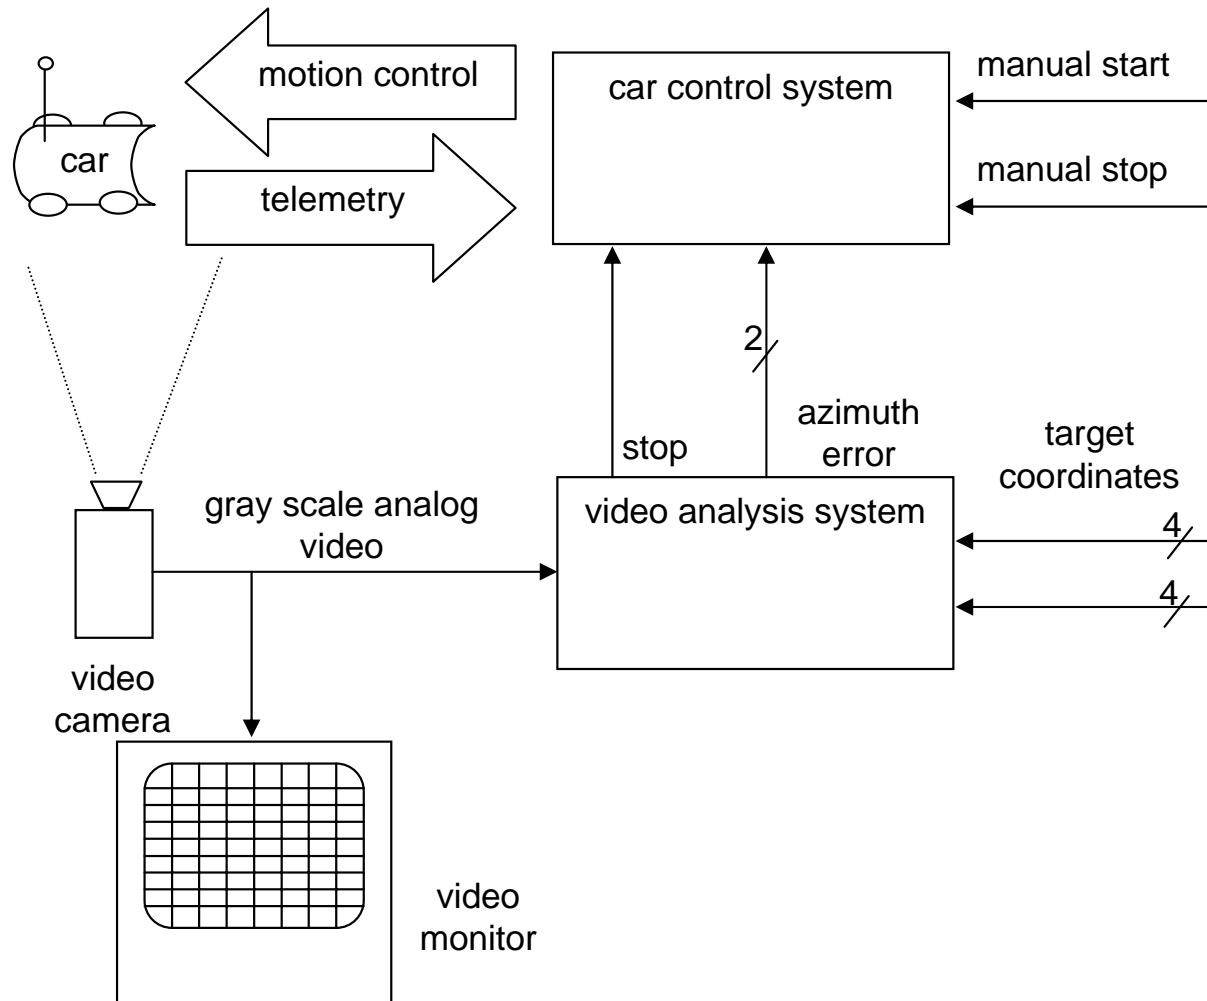 motion control
car control system
manual start
car
telemetry
manual stop
2
stop
azimuth
error
target
coordinates
gray scale analog
video
video analysis system
4
4
video
camera
video
monitor